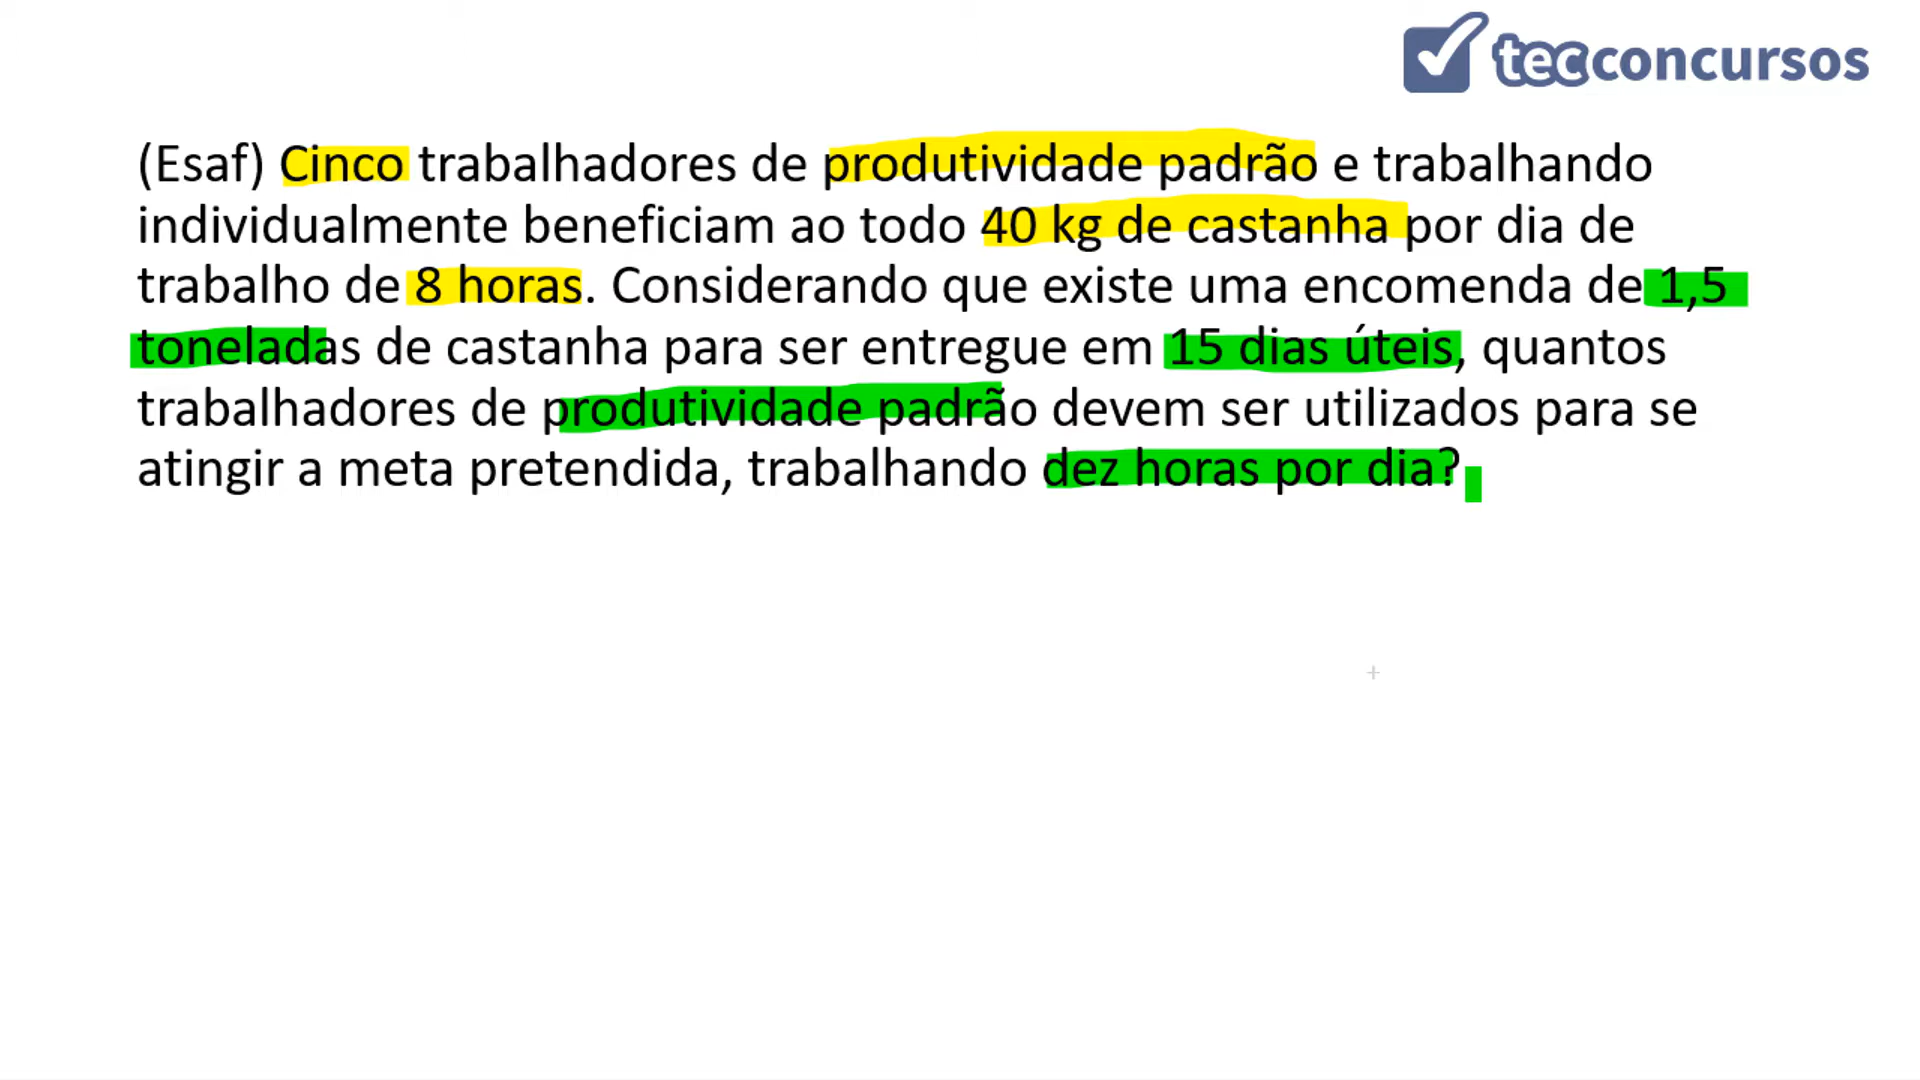 tecconcursos
(Esaf) Cinco trabalhadores de produtividade padrão e trabalhando
individualmente beneficiam ao todo 40 kg de castanha por dia de
trabalho de 8 horas. Considerando que existe uma encomenda de 1,5
toneladas de castanha para ser entregue em 15 dias úteis, quantos
trabalhadores de produtividade padrão devem ser utilizados para se
atingir a meta pretendida, trabalhando dez horas por dia?